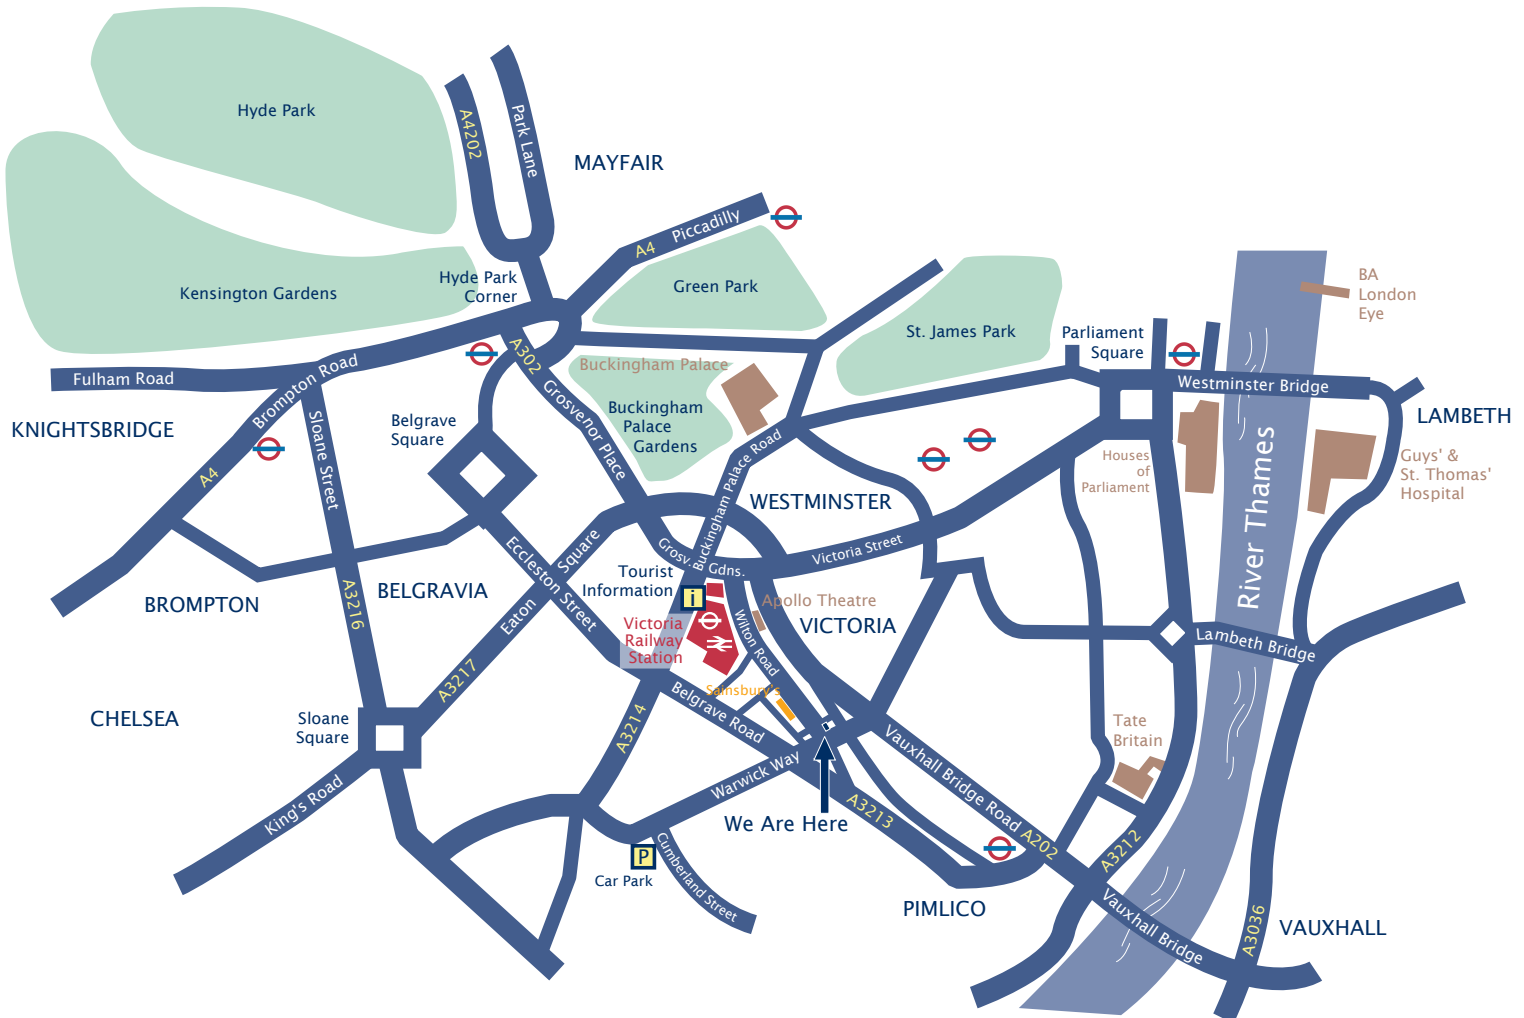 Hyde Park
A4202
Park Lane
MAYFAIR
A4
Piccadilly
Kensington Gardens
Hyde Park
Corner
Green Park
BA
London
Eye
St. James Park
Parliament
Square
Fulham Road
Brompton Road
A302
Buckingham Palace
Westminster Bridge
KNIGHTSBRIDGE
Sloane Street
Belgrave
Square
Grosvenor Place
Buckingham
Palace
Gardens
LAMBETH
A4
Buckingham Palace Road
Houses
of
Parliament
Guys' &
St. Thomas'
Hospital
WESTMINSTER
River Thames
Eccleston Street
Square
Grosv.
Gdns.
Victoria Street
BROMPTON
A3216
BELGRAVIA
Eaton
Tourist
Information
i
Apollo Theatre
VICTORIA
Victoria
Railway
Station
Wilton Road
Lambeth Bridge
A3217
Sainsbury's
CHELSEA
Sloane
Square
A3214
Belgrave Road
Tate
Britain
King's Road
Warwick Way
Vauxhall Bridge Road
We Are Here
A3213
A202
A3212
P
Car Park
Cumberland Street
PIMLICO
Vauxhall Bridge
A3036
VAUXHALL